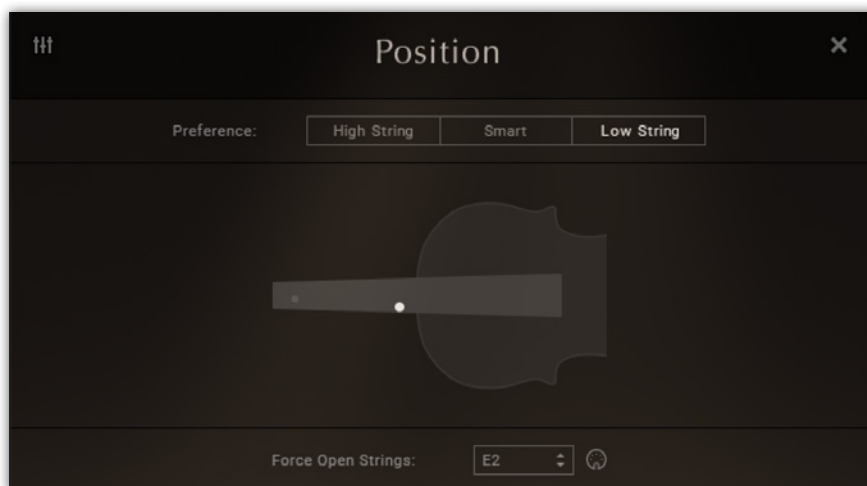 Position
Preference: High String Smart Low String
Force Open Strings: E2